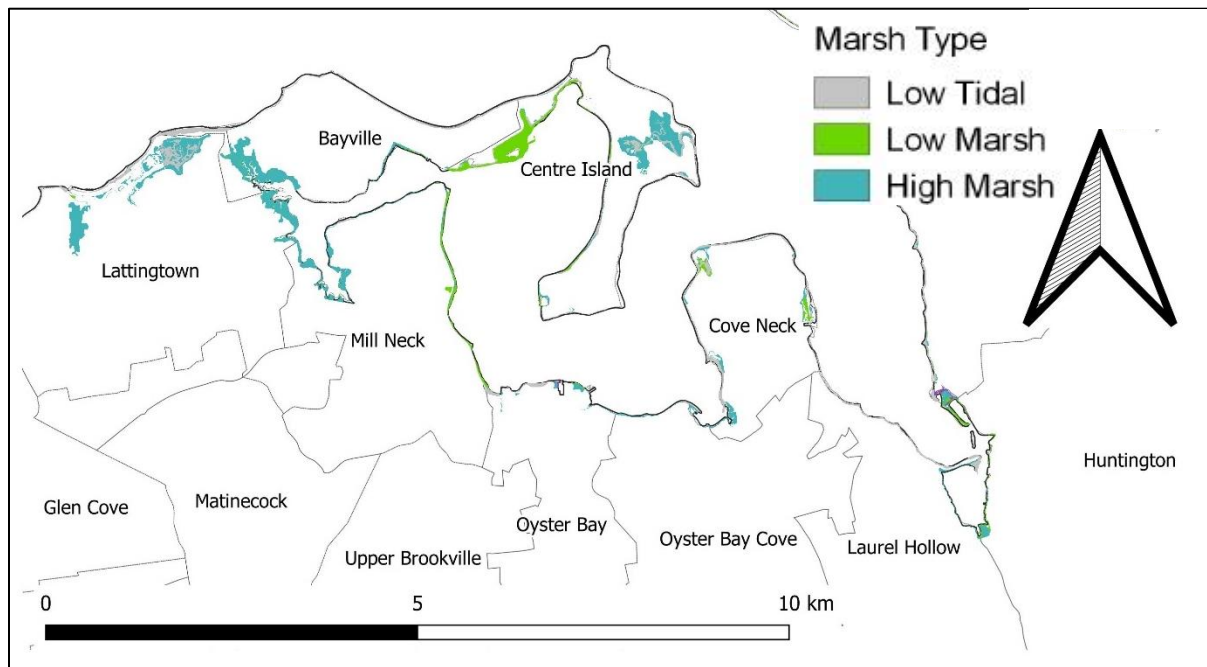 Marsh Type
Low Tidal
Low Marsh
High Marsh
Bayville
Centre Island
Lattingtown
Mill Neck
Cove Neck
Huntington
Glen Cove
Matinecock
Upper Brookville
Oyster Bay
Oyster Bay Cove
Laurel Hollow
0
5
10 km